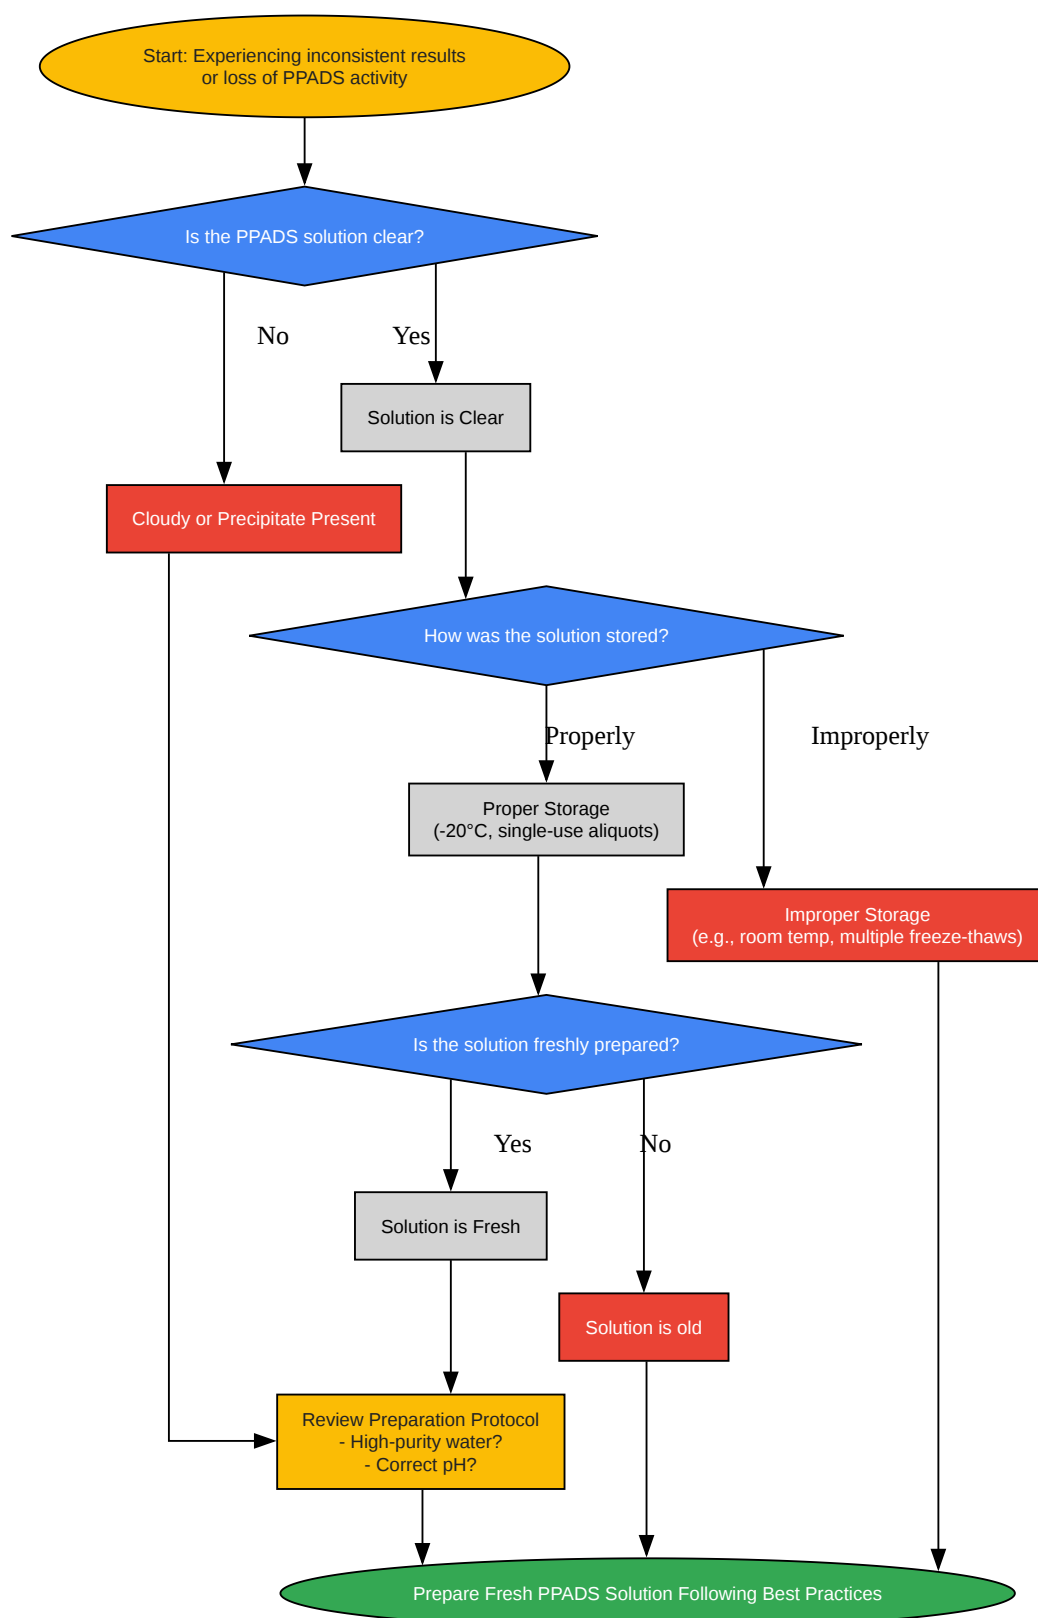 Start: Experiencing inconsistent results
or loss of PPADS activity
Is the PPADS solution clear?
No
Yes
Solution is Clear
Cloudy or Precipitate Present
How was the solution stored?
Properly
Improperly
Proper Storage
(-20°C, single-use aliquots)
Improper Storage
(e.g., room temp, multiple freeze-thaws)
Is the solution freshly prepared?
Yes
No
Solution is Fresh
Solution is old
Review Preparation Protocol
- High-purity water?
- Correct pH?
Prepare Fresh PPADS Solution Following Best Practices